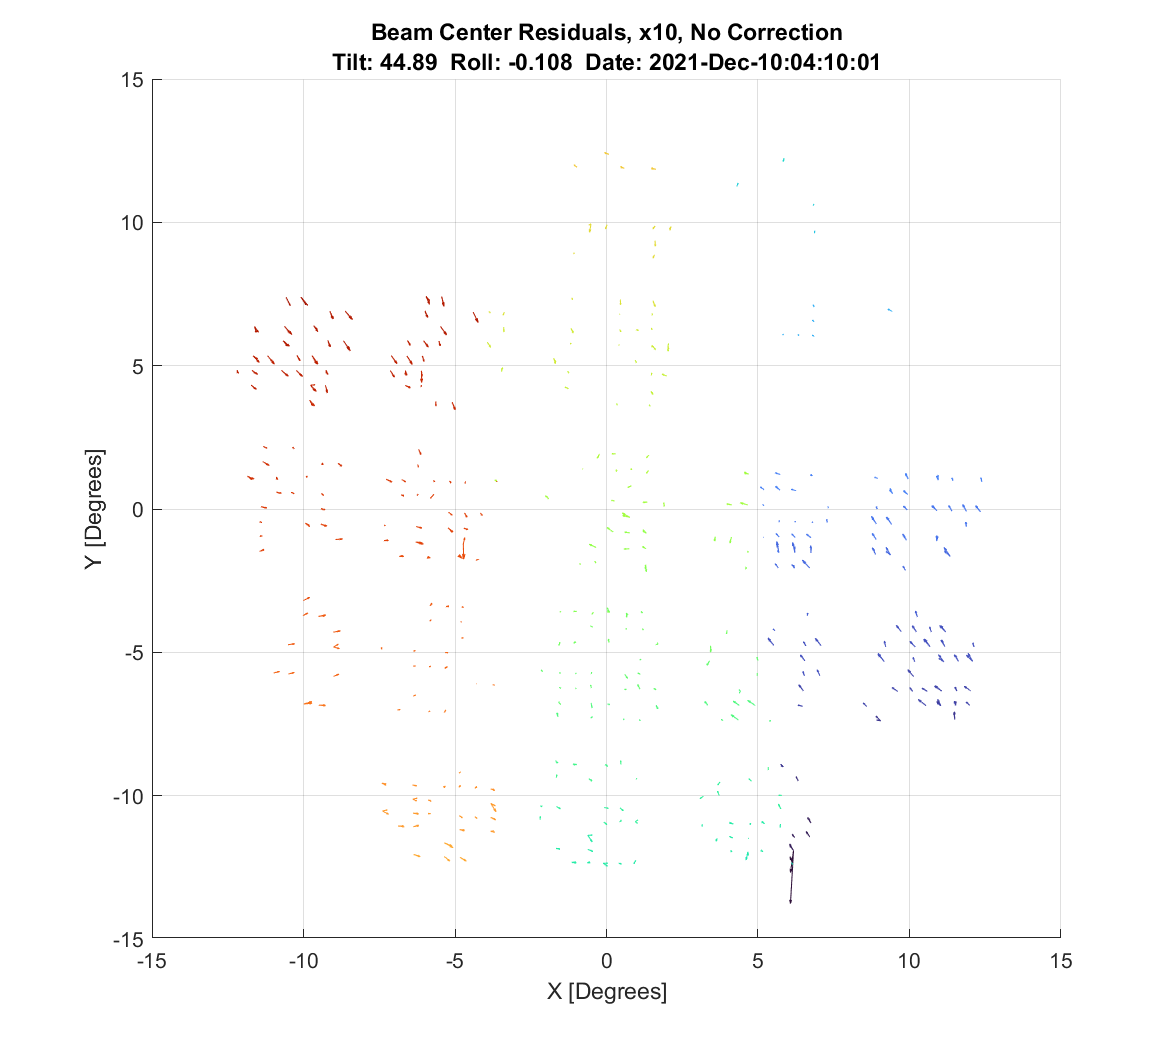 Beam Center Residuals, x10, No Correction
Tilt: 44.89 Roll: -0.108 Date: 2021-Dec-10:04:10:01
15
10
5
0
-5
-10
-15
Y [Degrees]
-15 -10 -5 0 5 10 15
X [Degrees]